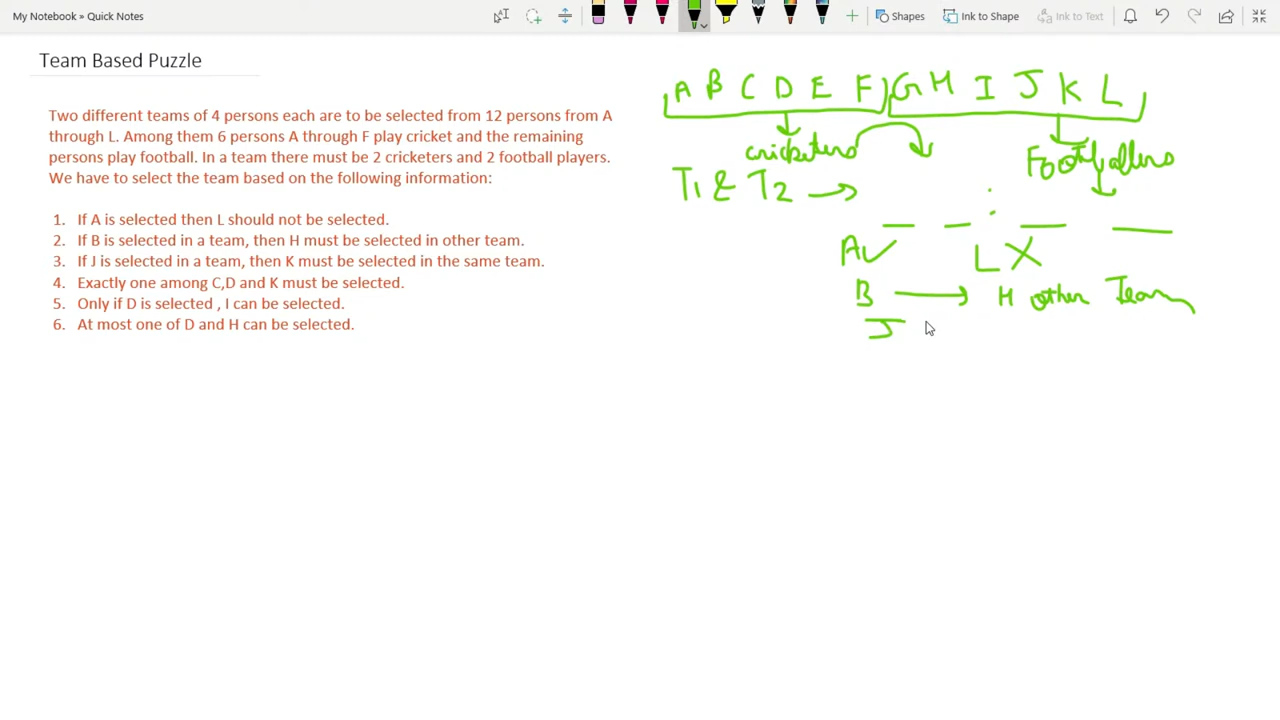 My Notebook » Quick Notes
Shapes Ink to Shape Ink to Text
Team Based Puzzle
Two different teams of 4 persons each are to be selected from 12 persons from A
through L. Among them 6 persons A through F play cricket and the remaining
persons play football. In a team there must be 2 cricketers and 2 football players.
We have to select the team based on the following information:
1. If A is selected then L should not be selected.
2. If B is selected in a team, then H must be selected in other team.
3. If J is selected in a team, then K must be selected in the same team.
4. Exactly one among C,D and K must be selected.
5. Only if D is selected , I can be selected.
6. At most one of D and H can be selected.
A B C D E F G H I J K L
cricketers
T1 & T2 →
A✓ L X
B → H other Team
J